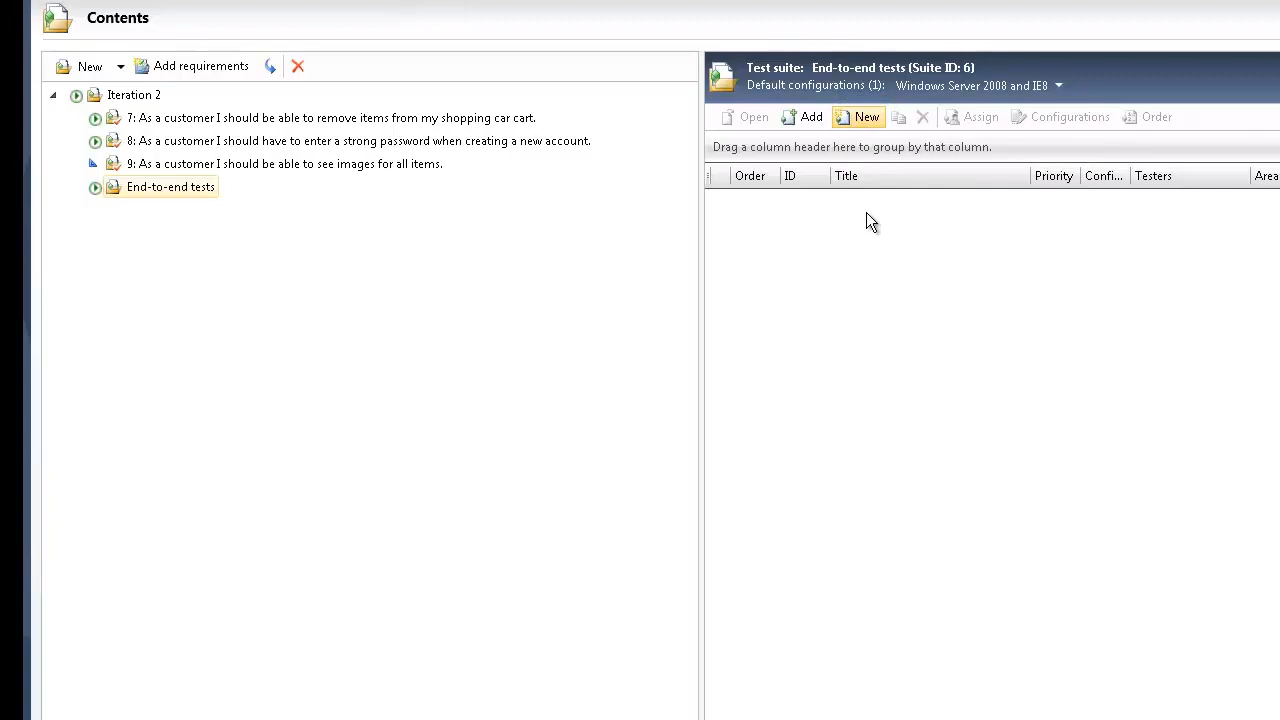 Contents
New Add requirements
Iteration 2
7: As a customer I should be able to remove items from my shopping car cart.
8: As a customer I should have to enter a strong password when creating a new account.
9: As a customer I should be able to see images for all items.
End-to-end tests
Test suite: End-to-end tests (Suite ID: 6)
Default configurations (1): Windows Server 2008 and IE8
Open Add New Assign Configurations Order
Drag a column header here to group by that column.
Order ID Title Priority Confi... Testers Area